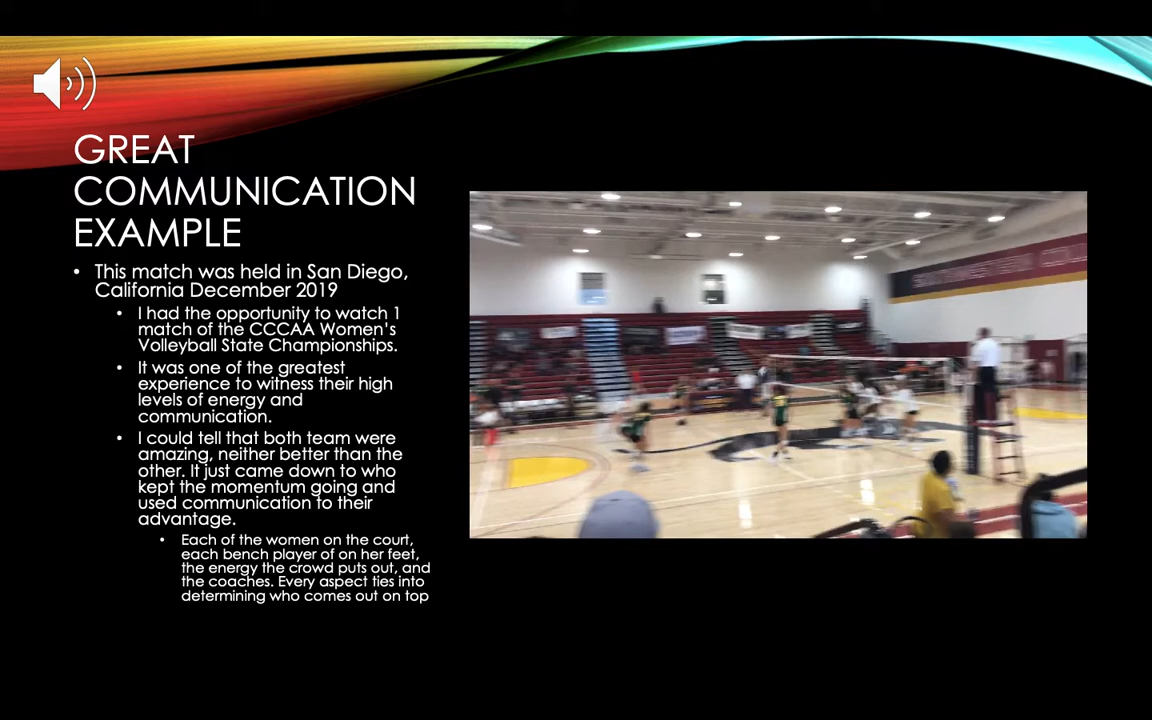 GREAT
COMMUNICATION
EXAMPLE
• This match was held in San Diego,
California December 2019
• I had the opportunity to watch 1
match of the CCCAA Women's
Volleyball State Championships.
• It was one of the greatest
experience to witness their high
levels of energy and
communication.
• I could tell that both team were
amazing, neither better than the
other. It just came down to who
kept the momentum going and
used communication to their
advantage.
• Each of the women on the court,
each bench player of on her feet,
the energy the crowd puts out, and
the coaches. Every aspect ties into
determining who comes out on top